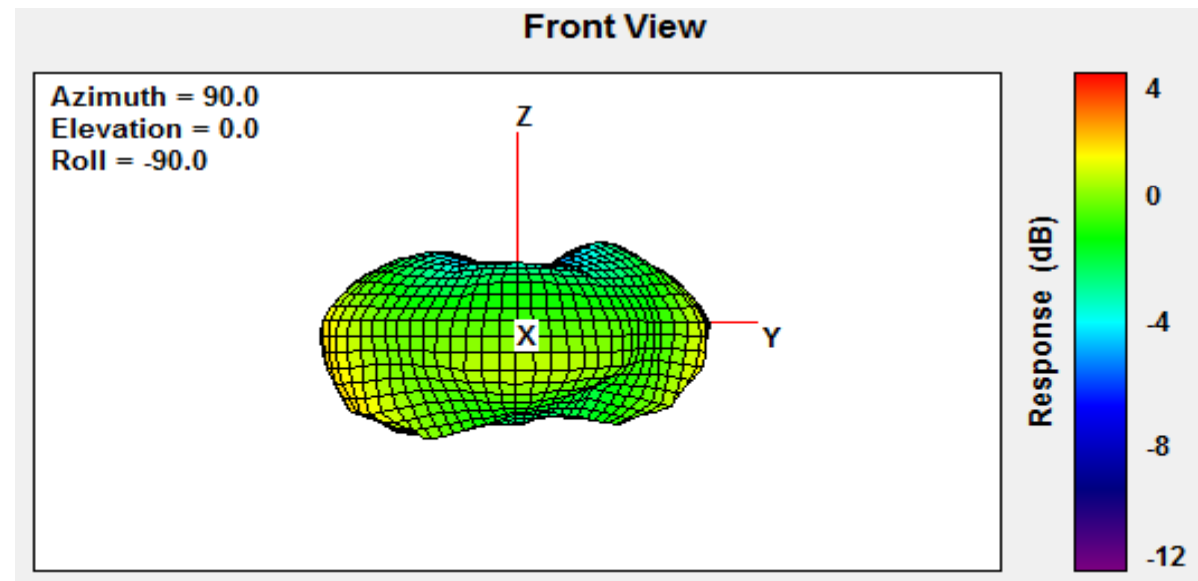 Front View
Azimuth = 90.0
Elevation = 0.0
Roll = -90.0
Z
X
Y
Response (dB)
4
0
-4
-8
-12